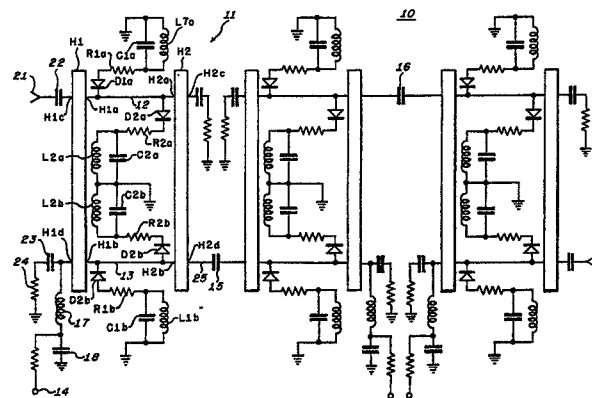 11
10
H1
R1a
C1a
L7a
H2
16
21
22
D1a
H2a
H2c
H1c
H1a
12
D2a
L2a
R2a
C2a
L2b
C2b
23
H1d
R2b
H1b
D2b
H2d
24
13
H2b
25
15
D2b
R1b
17
C1b
L1b
18
14